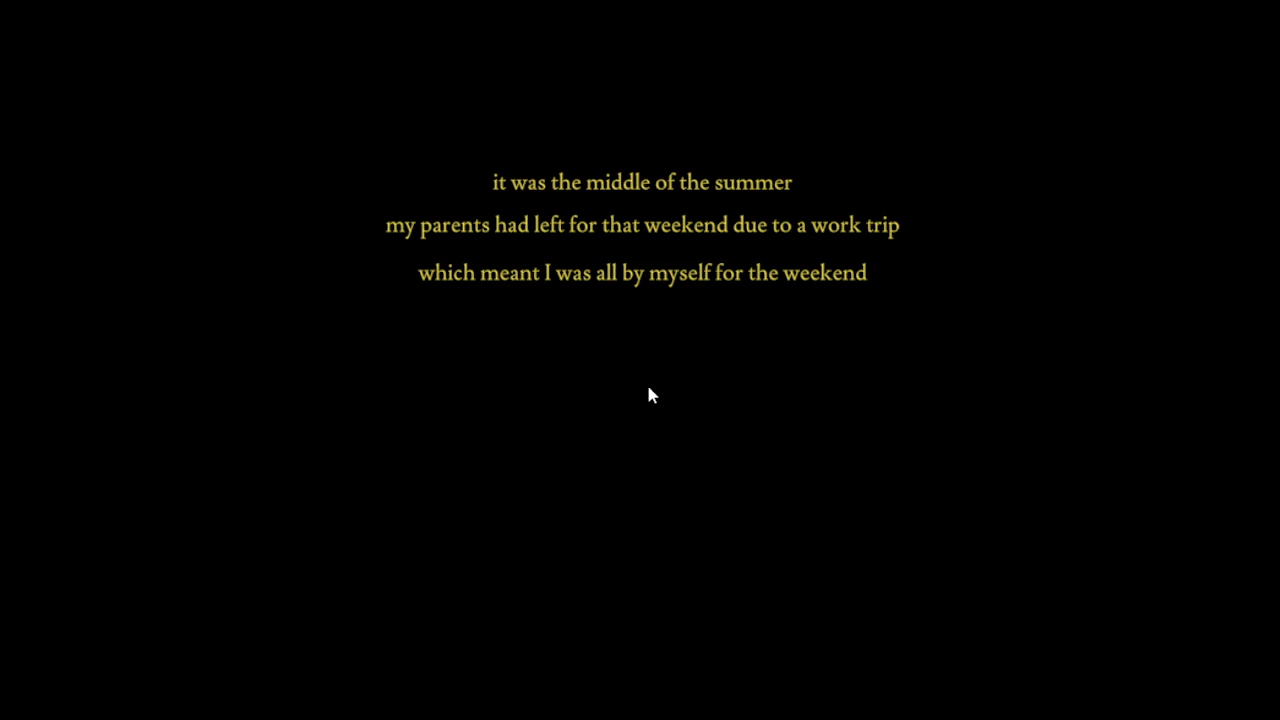 it was the middle of the summer
my parents had left for that weekend due to a work trip
which meant I was all by myself for the weekend